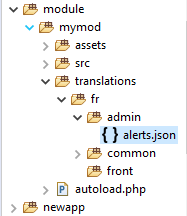 module
mymod
assets
src
translations
fr
admin
{ } alerts.json
common
front
autoload.php
newapp